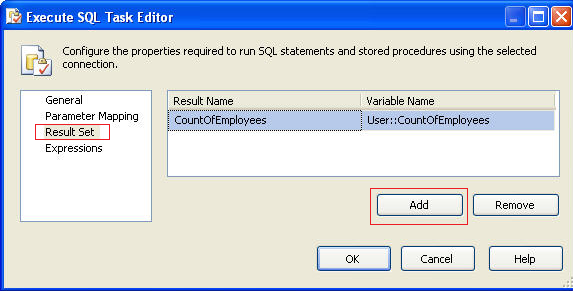 Execute SQL Task Editor
Configure the properties required to run SQL statements and stored procedures using the selected
connection.
General
Parameter Mapping
Result Set
Expressions
Result Name Variable Name
CountOfEmployees User::CountOfEmployees
Add Remove
OK Cancel Help